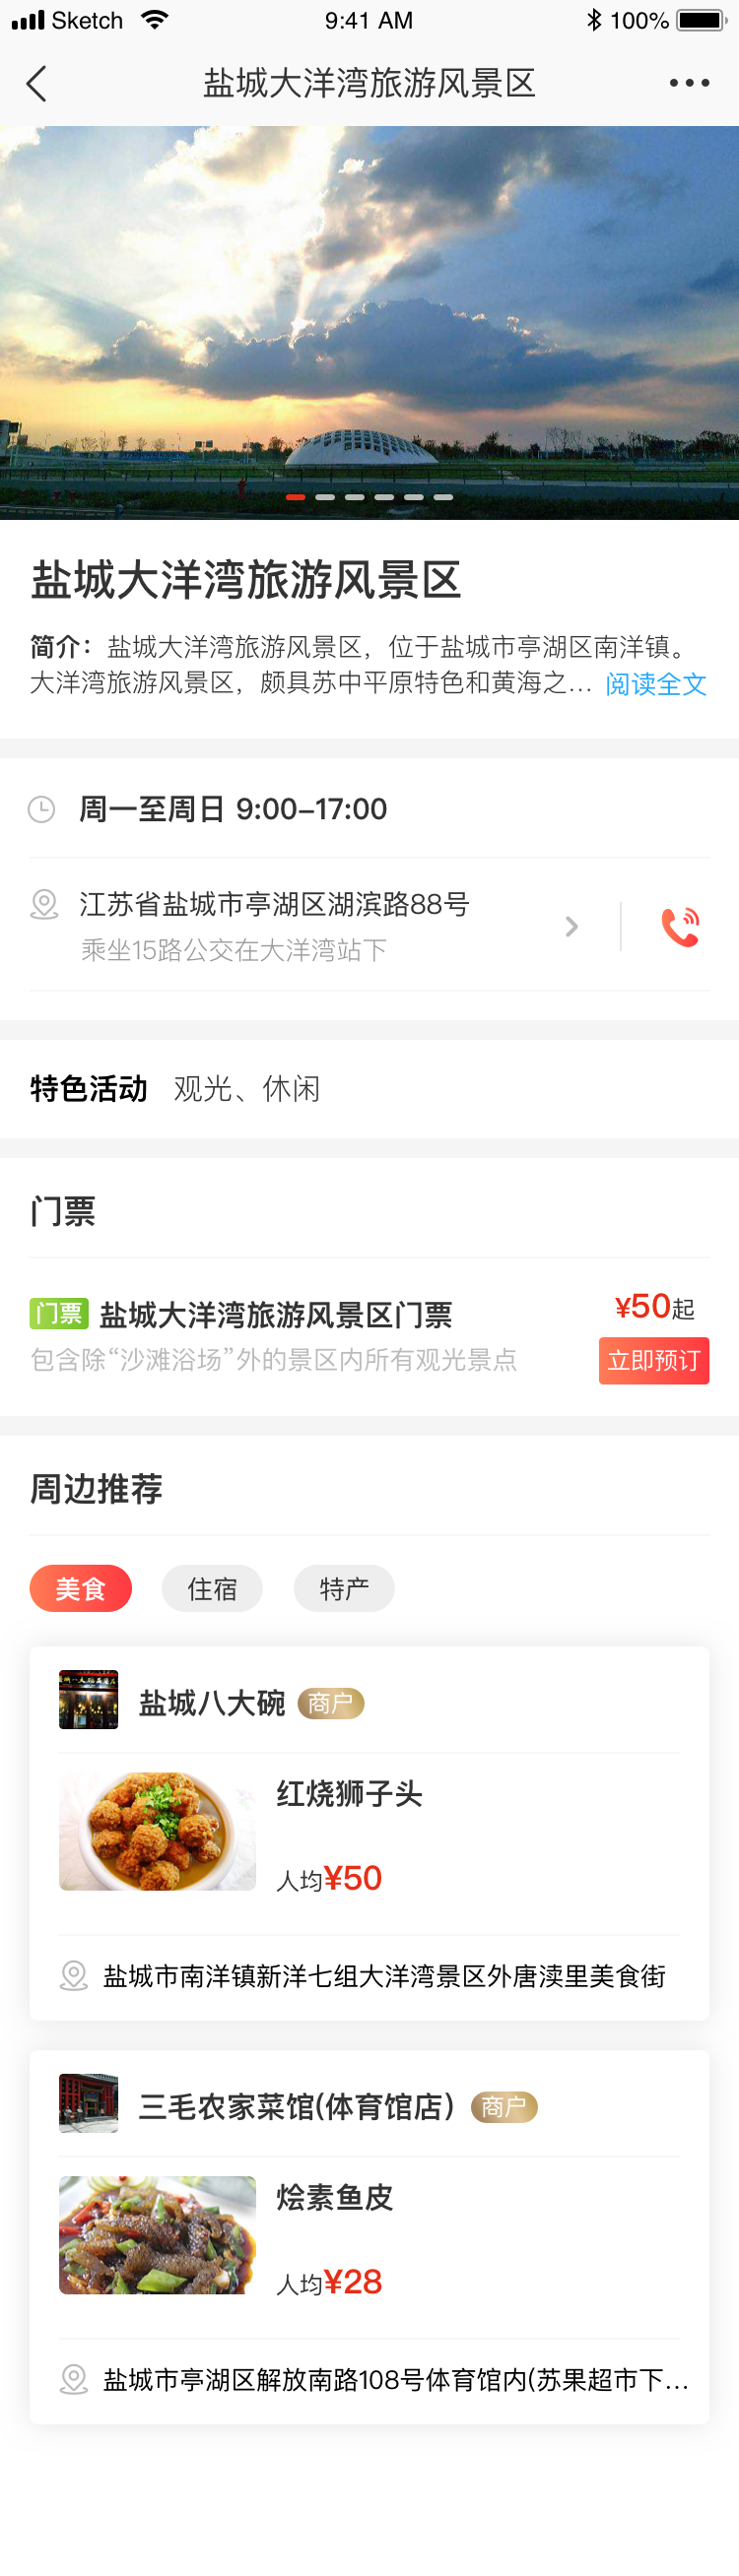 Sketch 9:41 AM 100%
盐城大洋湾旅游风景区
盐城大洋湾旅游风景区
简介：盐城大洋湾旅游风景区，位于盐城市亭湖区南洋镇。
大洋湾旅游风景区，颇具苏中平原特色和黄海之... 阅读全文
周一至周日 9:00-17:00
江苏省盐城市亭湖区湖滨路88号
乘坐15路公交在大洋湾站下
特色活动 观光、休闲
门票
门票 盐城大洋湾旅游风景区门票 ¥50起
包含除“沙滩浴场”外的景区内所有观光景点 立即预订
周边推荐
美食 住宿 特产
盐城八大碗 商户
红烧狮子头
人均¥50
盐城市南洋镇新洋七组大洋湾景区外唐渎里美食街
三毛农家菜馆(体育馆店) 商户
烩素鱼皮
人均¥28
盐城市亭湖区解放南路108号体育馆内(苏果超市下...